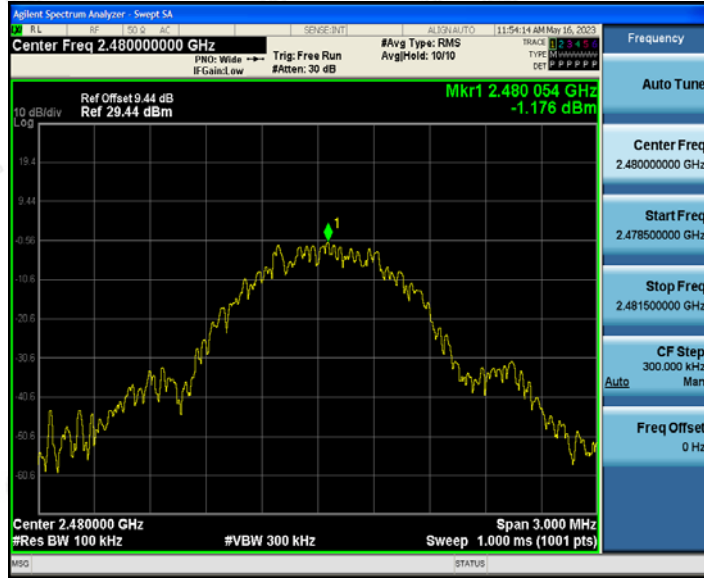 Agilent Spectrum Analyzer - Swept SA
RL RF 50 Ω AC SENSE:INT ALIGNAUTO 11:54:14 AM May 16, 2023
Center Freq 2.480000000 GHz
PNO: Wide
IFGain:Low
Trig: Free Run
#Atten: 30 dB
#Avg Type: RMS
Avg|Hold: 10/10
TRACE 1 2 3 4 5 6
TYPE M W W W W W
DET P P P P P P
Ref Offset 9.44 dB
10 dB/div Ref 29.44 dBm
Log
Mkr1 2.480 054 GHz
-1.176 dBm
19.4
9.44
-0.56
-10.6
-20.6
-30.6
-40.6
-50.6
-60.6
1
Center 2.480000 GHz Span 3.000 MHz
#Res BW 100 kHz #VBW 300 kHz Sweep 1.000 ms (1001 pts)
MSG STATUS
Frequency
Auto Tune
Center Freq
2.480000000 GHz
Start Freq
2.478500000 GHz
Stop Freq
2.481500000 GHz
CF Step
300.000 kHz
Auto Man
Freq Offset
0 Hz